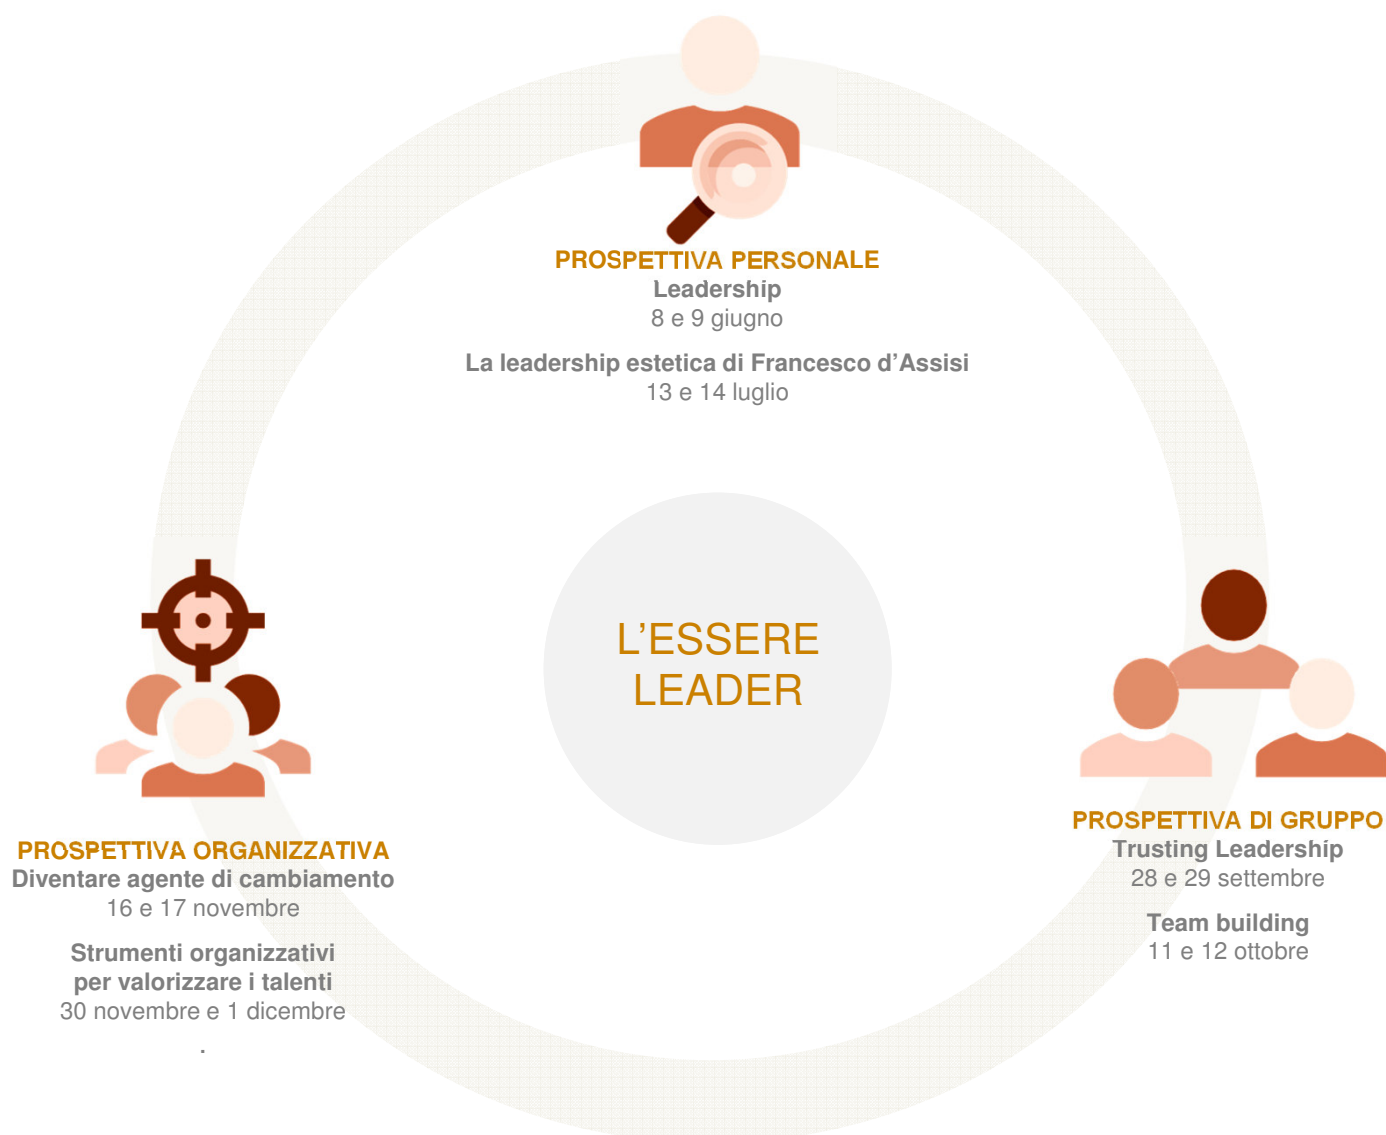 PROSPETTIVA PERSONALE
Leadership
8 e 9 giugno
La leadership estetica di Francesco d’Assisi
13 e 14 luglio
L’ESSERE
LEADER
PROSPETTIVA DI GRUPPO
Trusting Leadership
28 e 29 settembre
Team building
11 e 12 ottobre
PROSPETTIVA ORGANIZZATIVA
Diventare agente di cambiamento
16 e 17 novembre
Strumenti organizzativi
per valorizzare i talenti
30 novembre e 1 dicembre
.